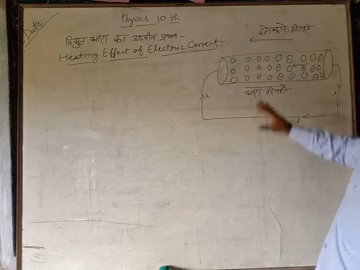 Date
Physics 10 th
विद्युत धारा का ऊष्मीय प्रभाव :-
Heating Effect of Electric Current :-
धारा